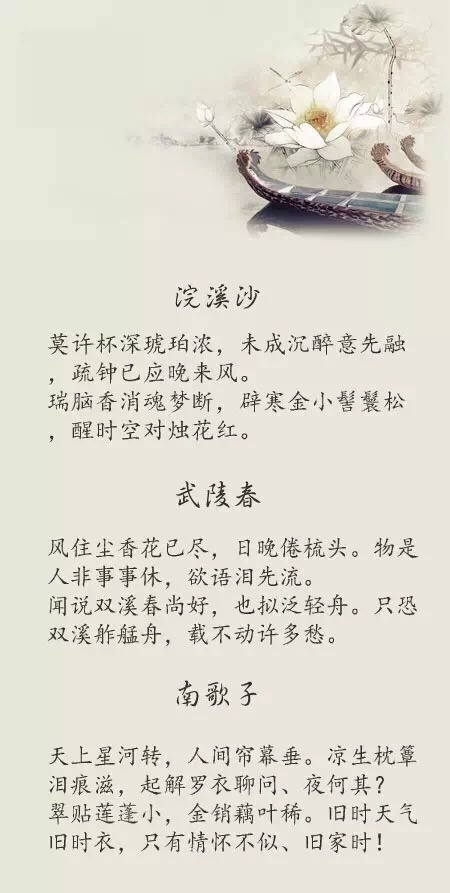 浣溪沙
莫许杯深琥珀浓，未成沉醉意先融
，疏钟已应晚来风。
瑞脑香消魂梦断，辟寒金小髻鬟松
，醒时空对烛花红。
武陵春
风住尘香花已尽，日晚倦梳头。物是
人非事事休，欲语泪先流。
闻说双溪春尚好，也拟泛轻舟。只恐
双溪舴艋舟，载不动许多愁。
南歌子
天上星河转，人间帘幕垂。凉生枕簟
泪痕滋，起解罗衣聊问、夜何其？
翠贴莲蓬小，金销藕叶稀。旧时天气
旧时衣，只有情怀不似、旧家时！